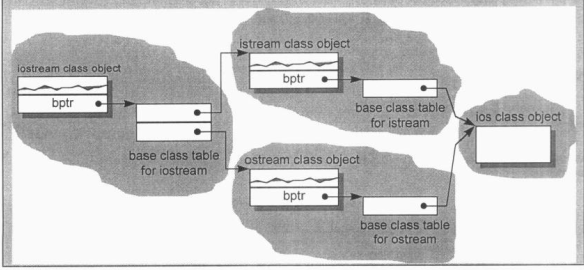 iostream class object
bptr
base class table
for iostream
istream class object
bptr
base class table
for istream
ostream class object
bptr
base class table
for ostream
ios class object